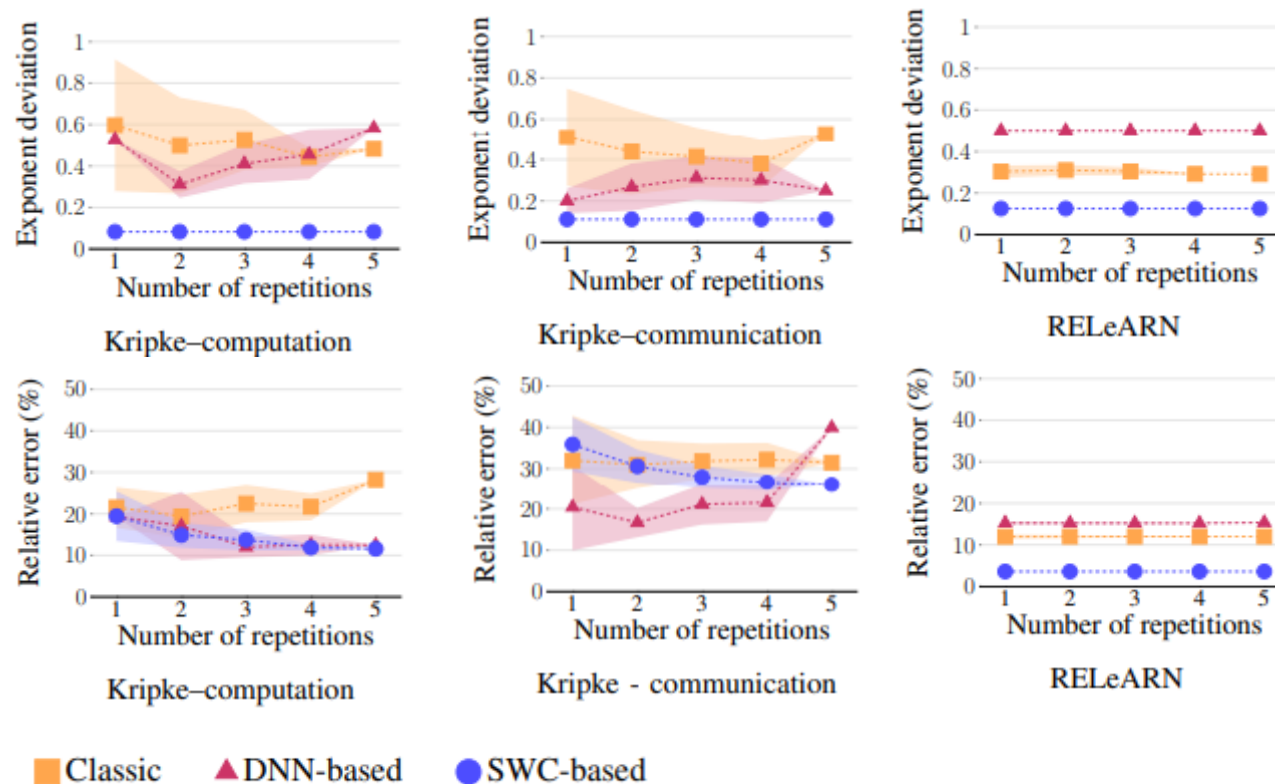 Exponent deviation
1
0.8
0.6
0.4
0.2
0
1 2 3 4 5
Number of repetitions
Kripke–computation
Exponent deviation
1
0.8
0.6
0.4
0.2
0
1 2 3 4 5
Number of repetitions
Kripke–communication
Exponent deviation
1
0.8
0.6
0.4
0.2
0
1 2 3 4 5
Number of repetitions
RELeARN
Relative error (%)
50
40
30
20
10
0
1 2 3 4 5
Number of repetitions
Kripke–computation
Relative error (%)
50
40
30
20
10
0
1 2 3 4 5
Number of repetitions
Kripke - communication
Relative error (%)
50
40
30
20
10
0
1 2 3 4 5
Number of repetitions
RELeARN
Classic DNN-based SWC-based